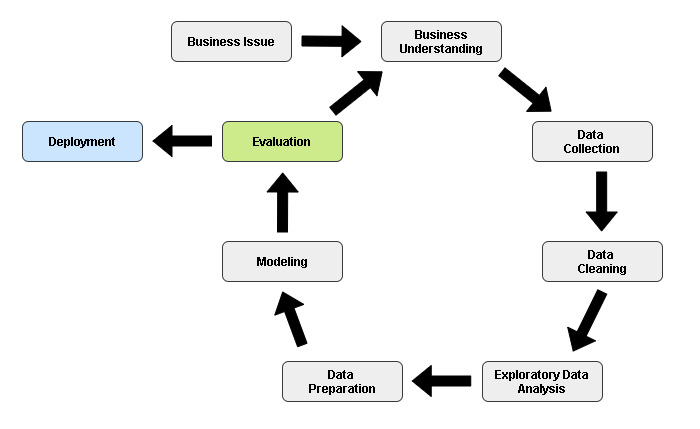 Business Issue
Business
Understanding
Deployment
Evaluation
Data
Collection
Modeling
Data
Cleaning
Data
Preparation
Exploratory Data
Analysis